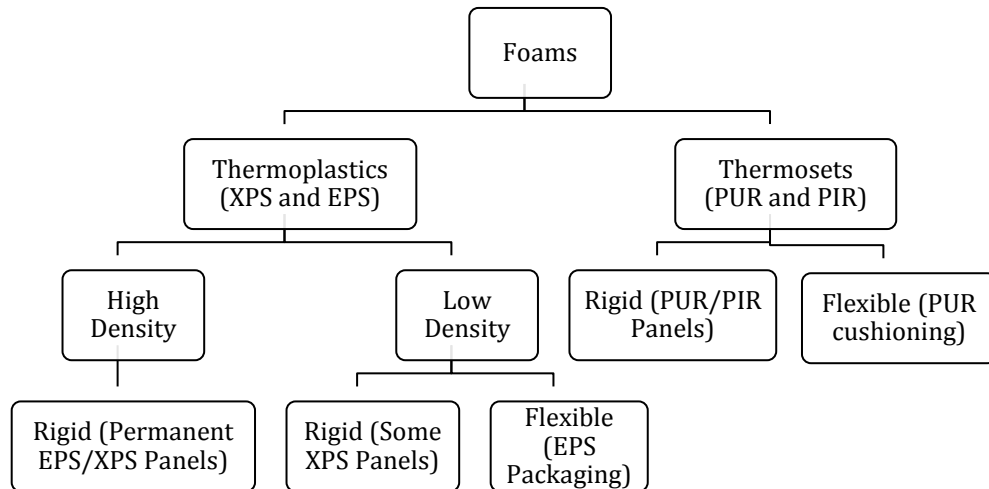 Foams
Thermoplastics
(XPS and EPS)
Thermosets
(PUR and PIR)
High
Density
Low
Density
Rigid (PUR/PIR
Panels)
Flexible (PUR
cushioning)
Rigid (Permanent
EPS/XPS Panels)
Rigid (Some
XPS Panels)
Flexible
(EPS
Packaging)